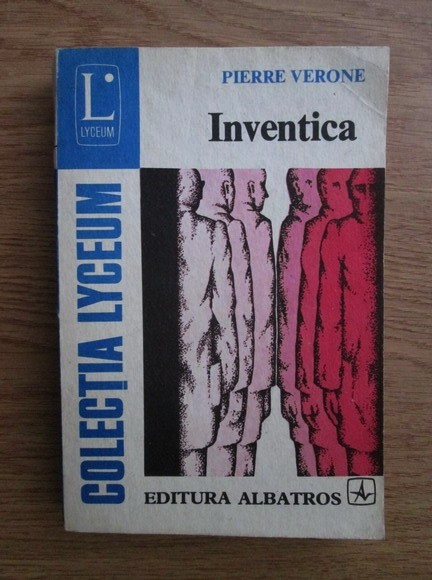 L
LYCEUM
PIERRE VERONE
Inventica
COLECȚIA LYCEUM
EDITURA ALBATROS